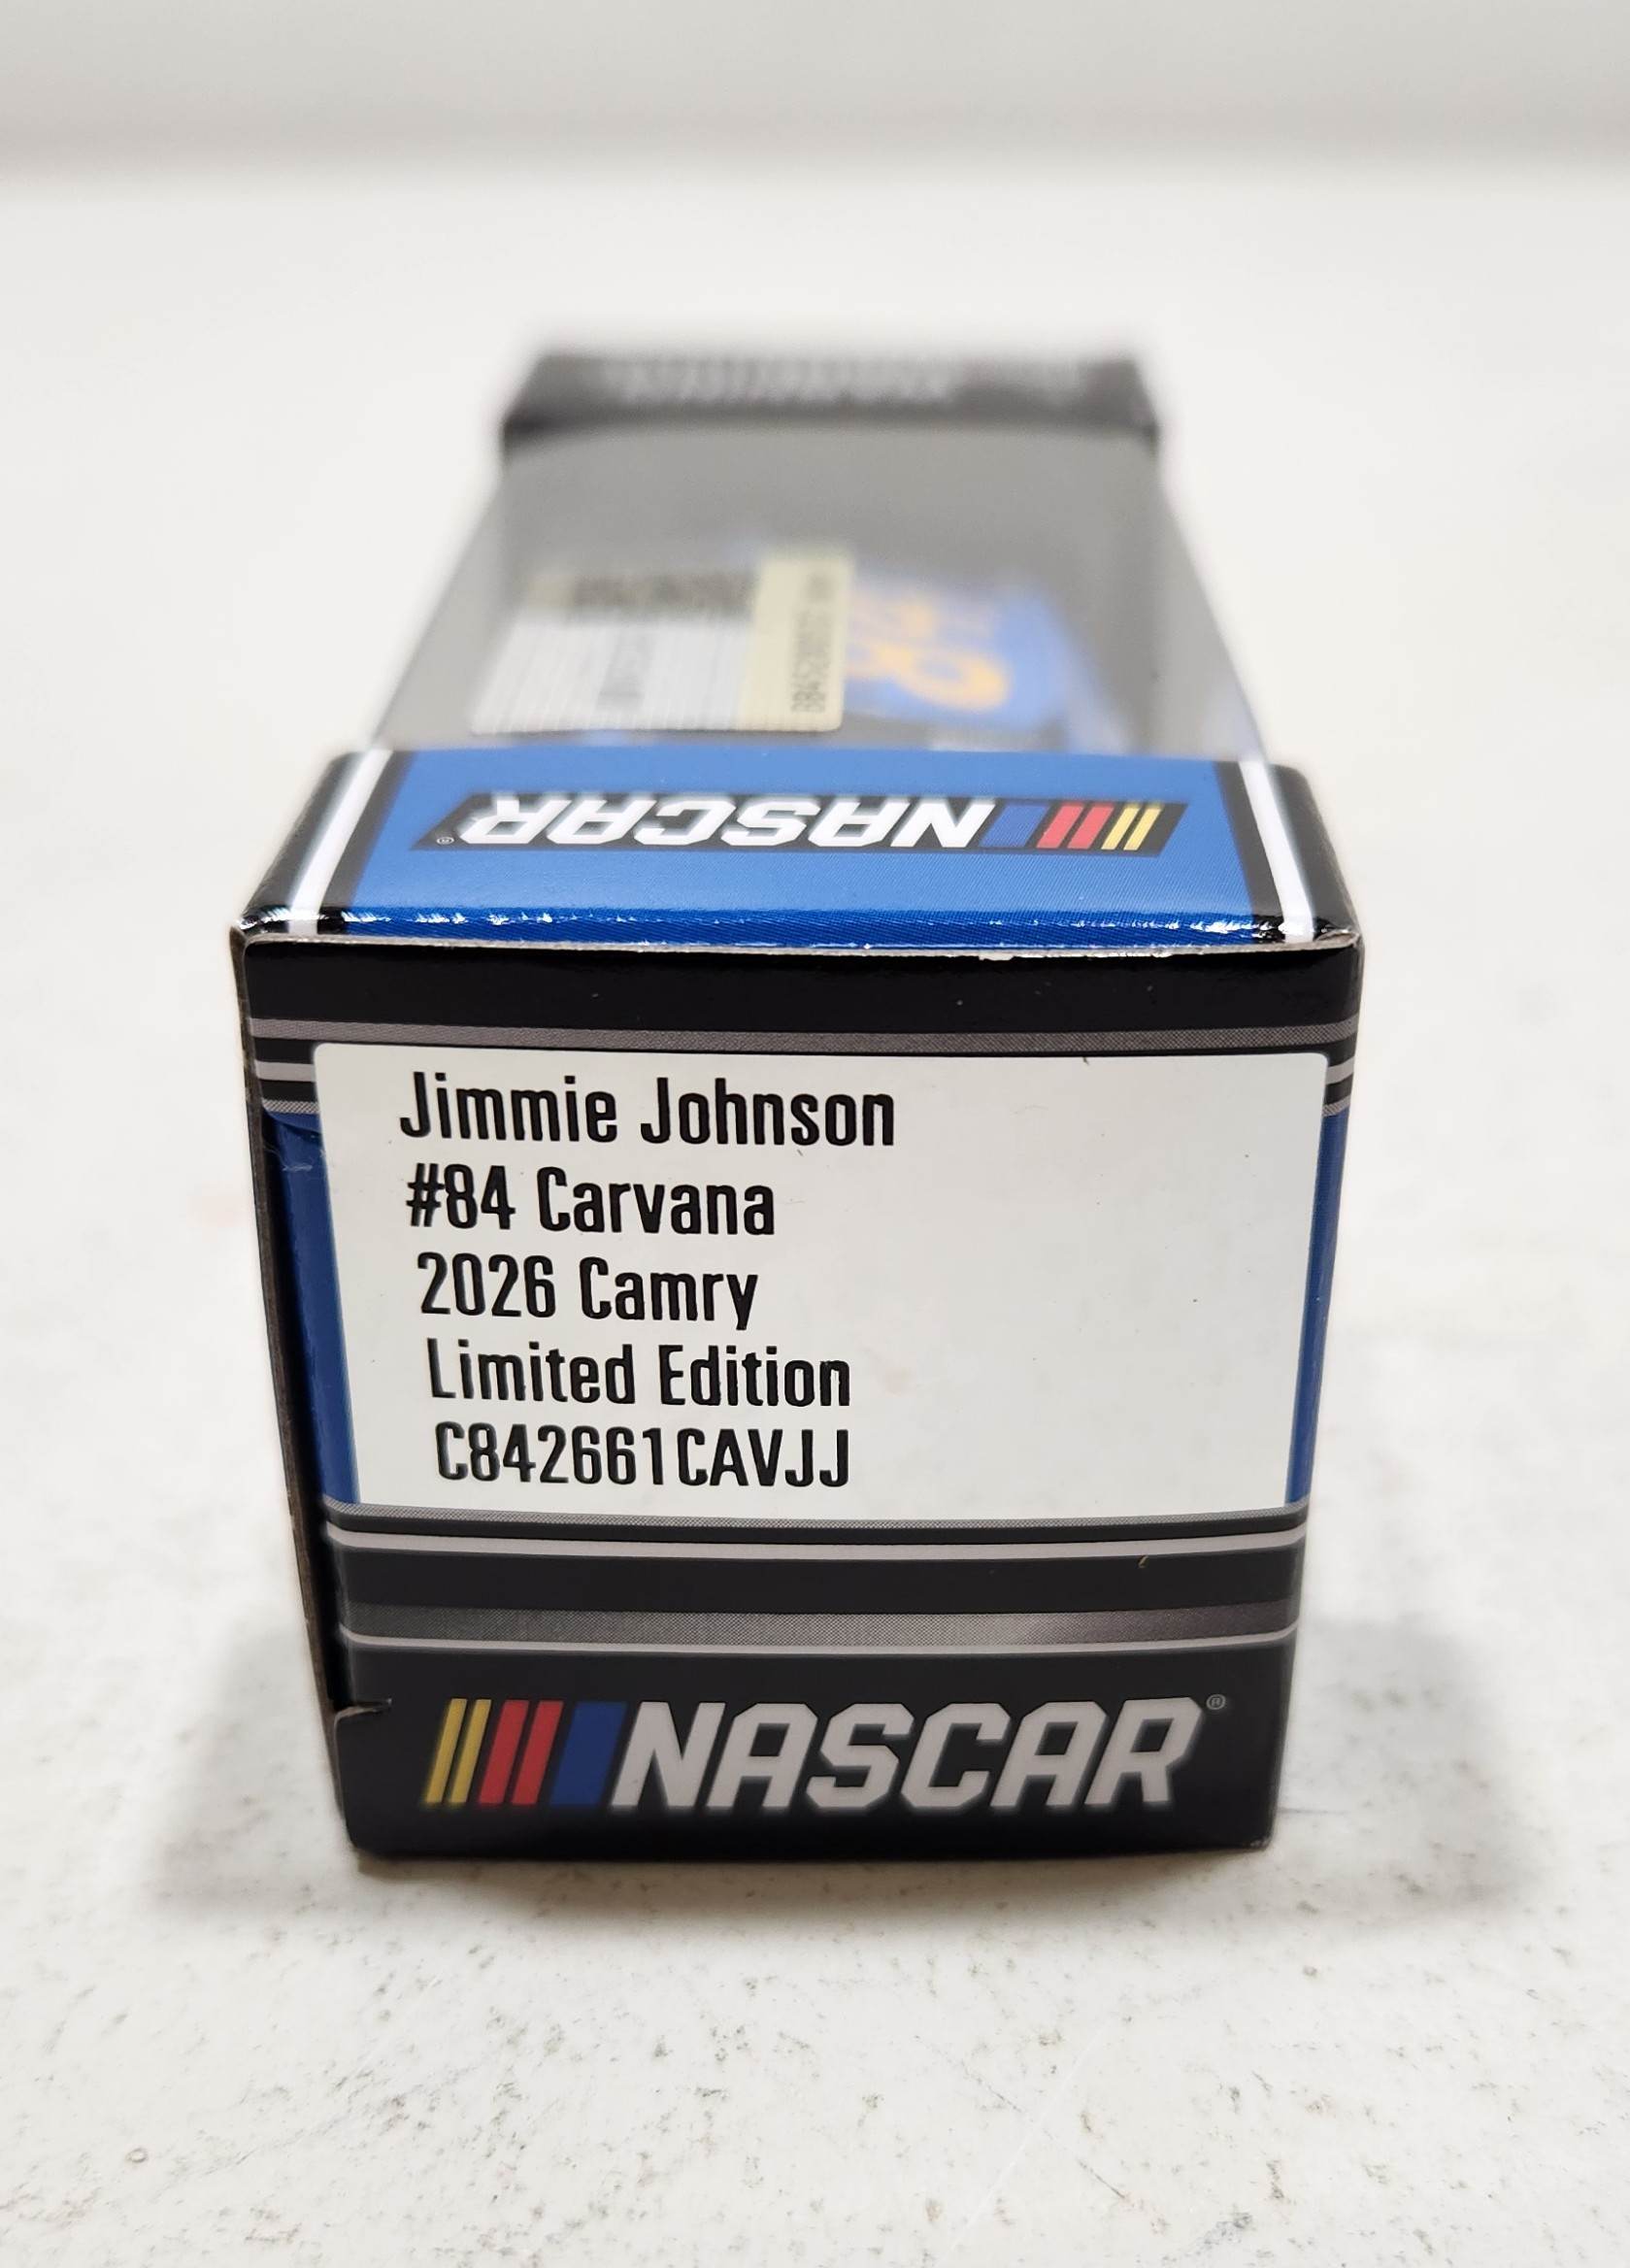 NASCAR®
Jimmie Johnson
#84 Carvana
2026 Camry
Limited Edition
C842661CAVJJ
NASCAR®